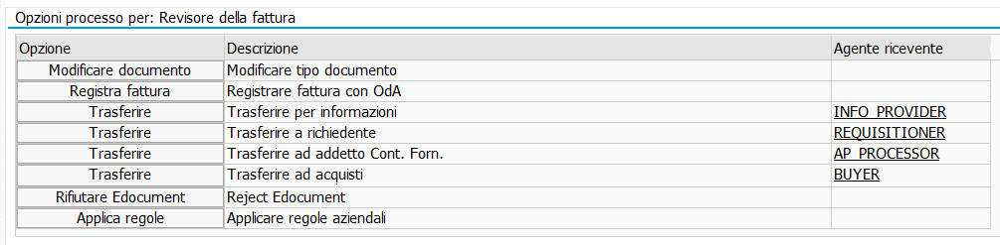 Opzioni processo per: Revisore della fattura
Opzione Descrizione Agente ricevente
Modificare documento Modificare tipo documento
Registra fattura Registrare fattura con OdA
Trasferire Trasferire per informazioni INFO_PROVIDER
Trasferire Trasferire a richiedente REQUISITIONER
Trasferire Trasferire ad addetto Cont. Forn. AP_PROCESSOR
Trasferire Trasferire ad acquisti BUYER
Rifiutare Edocument Reject Edocument
Applica regole Applicare regole aziendali